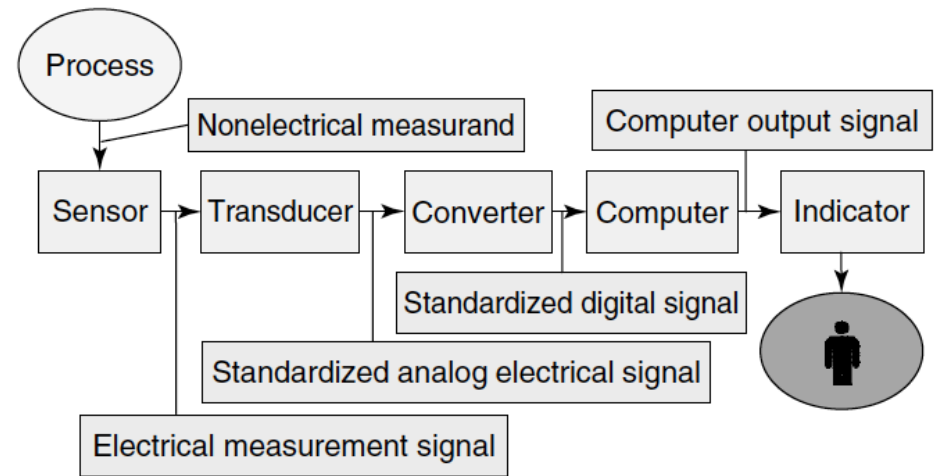 Process
Nonelectrical measurand
Computer output signal
Sensor
Transducer
Converter
Computer
Indicator
Standardized digital signal
Standardized analog electrical signal
Electrical measurement signal